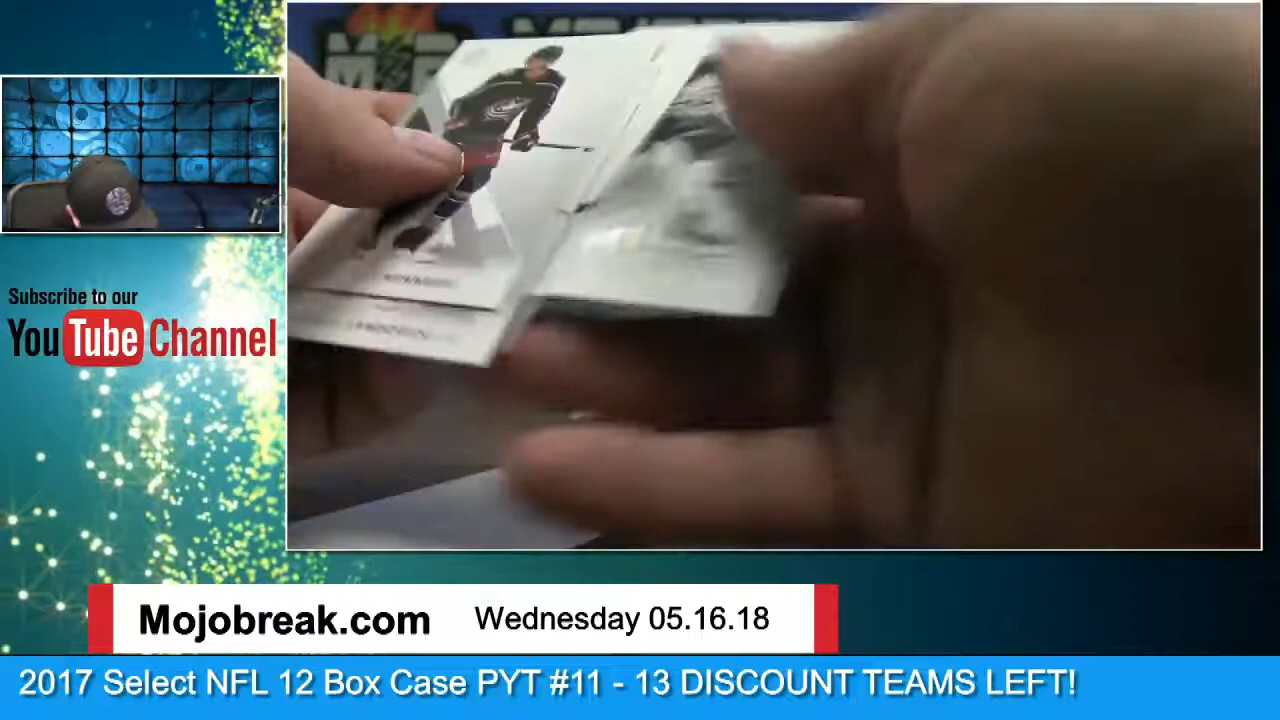 Subscribe to our
YouTube Channel
Mojobreak.com
Wednesday 05.16.18
2017 Select NFL 12 Box Case PYT #11 - 13 DISCOUNT TEAMS LEFT!